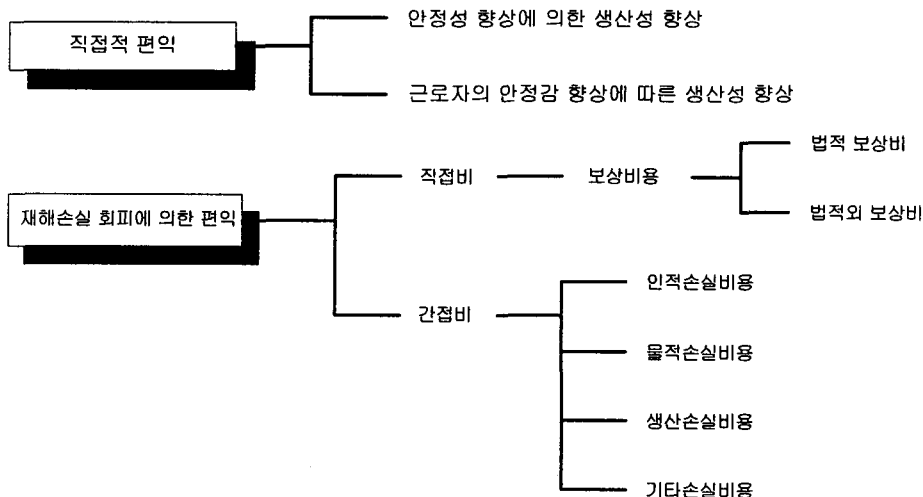 직접적 편익
안정성 향상에 의한 생산성 향상
근로자의 안정감 향상에 따른 생산성 향상
재해손실 회피에 의한 편익
직접비
보상비용
법적 보상비
법적외 보상비
간접비
인적손실비용
물적손실비용
생산손실비용
기타손실비용